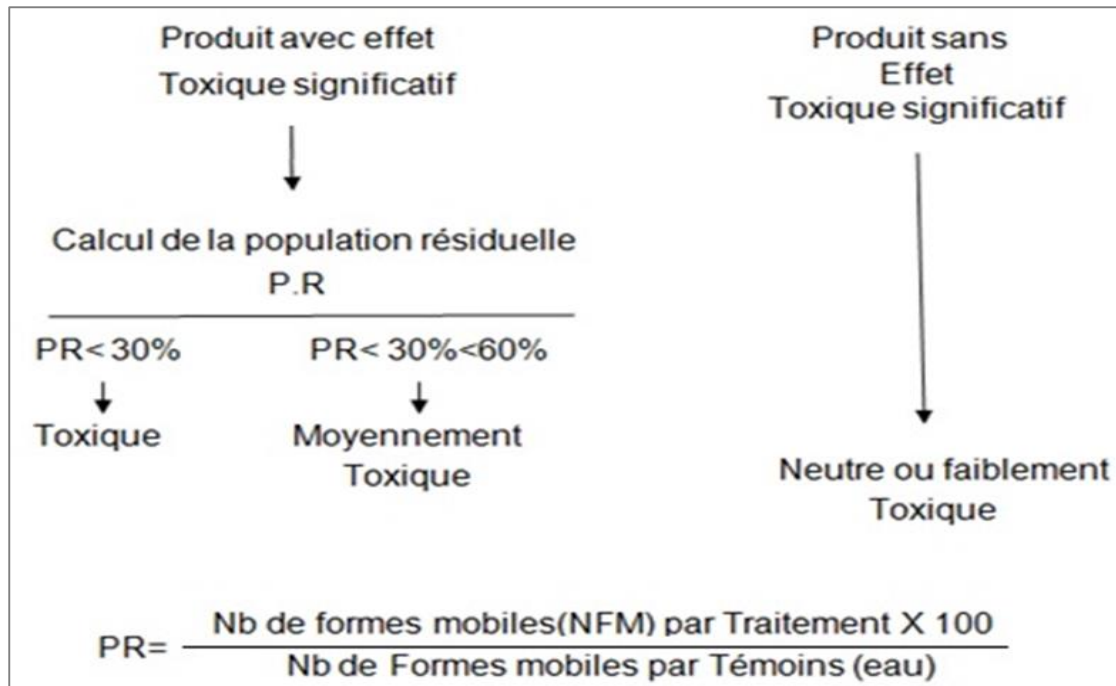 Produit avec effet
Toxique significatif
Produit sans
Effet
Toxique significatif
Calcul de la population résiduelle
P.R
PR< 30%
PR< 30%<60%
Toxique
Moyennement
Toxique
Neutre ou faiblement
Toxique
PR= Nb de formes mobiles(NFM) par Traitement X 100
Nb de Formes mobiles par Témoins (eau)